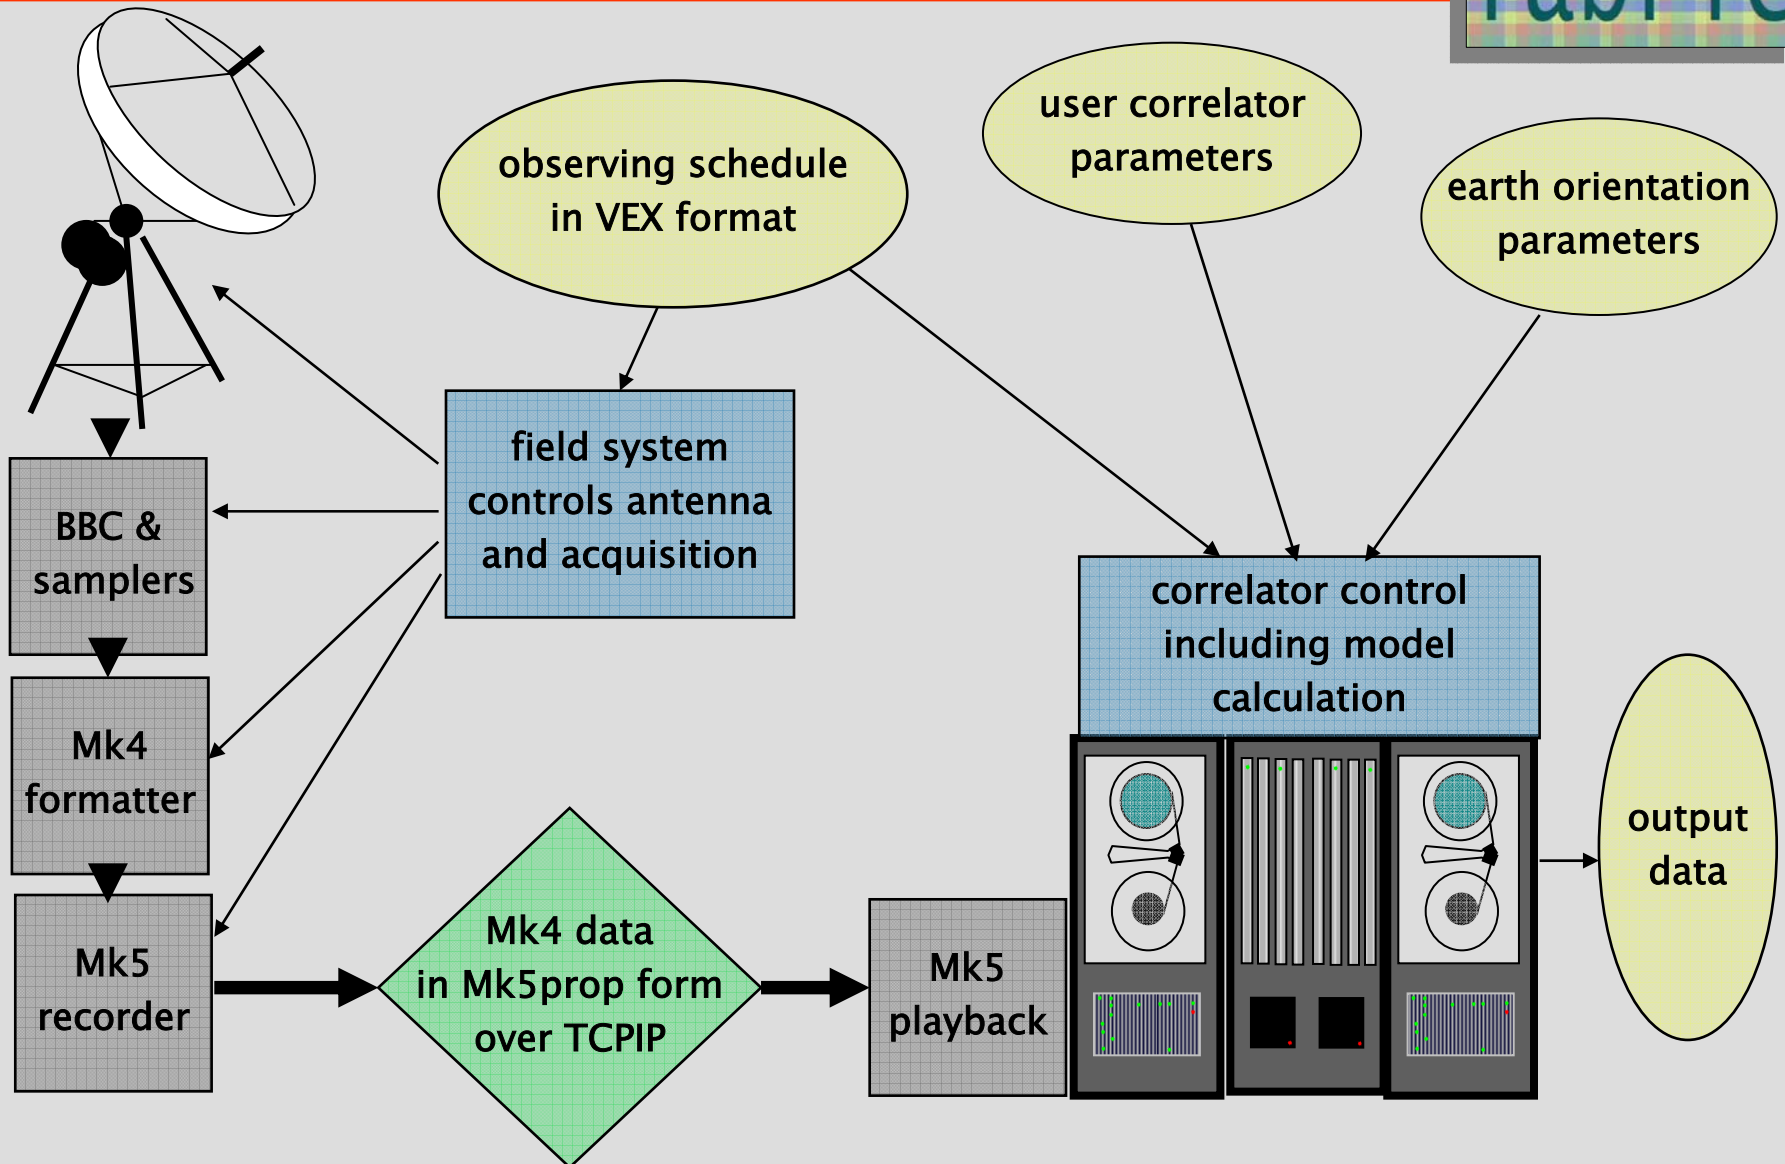 observing schedule
in VEX format
user correlator
parameters
earth orientation
parameters
field system
controls antenna
and acquisition
BBC &
samplers
Mk4
formatter
Mk5
recorder
Mk4 data
in Mk5prop form
over TCPIP
Mk5
playback
correlator control
including model
calculation
output
data